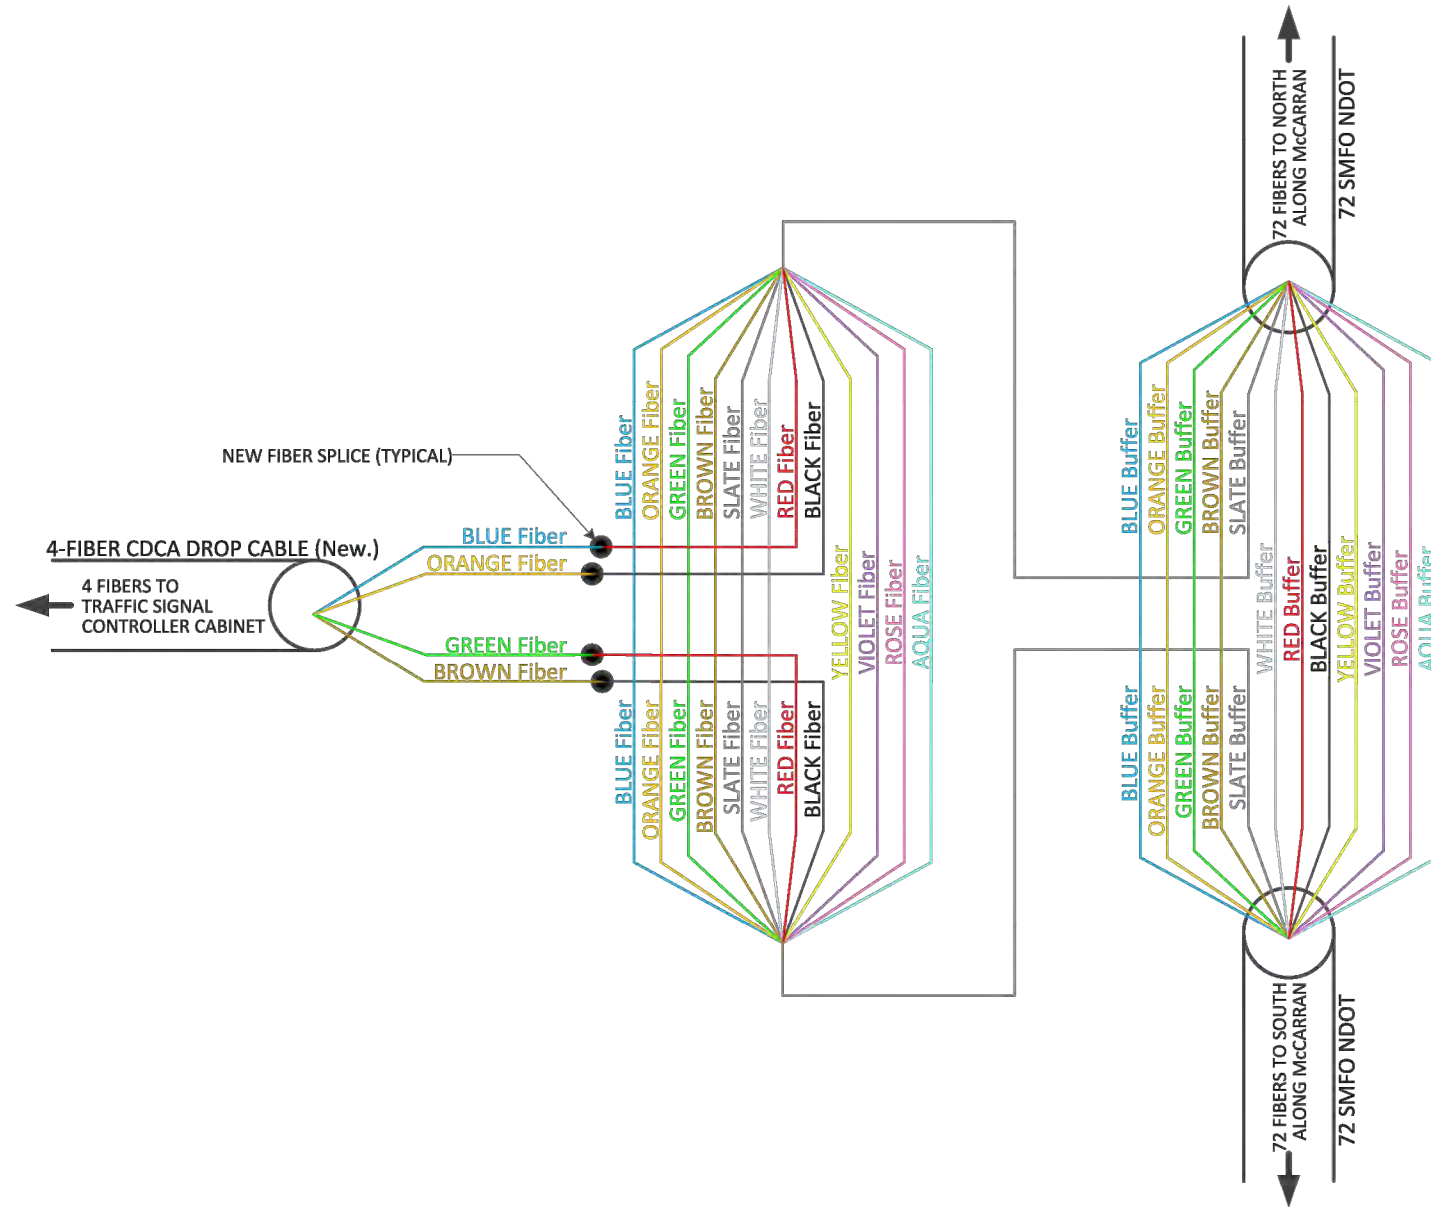 72 FIBERS TO NORTH
ALONG McCARRAN
72 SMFO NDOT
BLUE Fiber
ORANGE Fiber
GREEN Fiber
BROWN Fiber
SLATE Fiber
WHITE Fiber
RED Fiber
BLACK Fiber
YELLOW Fiber
VIOLET Fiber
ROSE Fiber
AQUA Fiber
BLUE Buffer
ORANGE Buffer
GREEN Buffer
BROWN Buffer
SLATE Buffer
WHITE Buffer
RED Buffer
BLACK Buffer
YELLOW Buffer
VIOLET Buffer
ROSE Buffer
AQUA Buffer
NEW FIBER SPLICE (TYPICAL)
4-FIBER CDCA DROP CABLE (New.)
4 FIBERS TO
TRAFFIC SIGNAL
CONTROLLER CABINET
BLUE Fiber
ORANGE Fiber
GREEN Fiber
BROWN Fiber
BLUE Fiber
ORANGE Fiber
GREEN Fiber
BROWN Fiber
SLATE Fiber
WHITE Fiber
RED Fiber
BLACK Fiber
BLUE Buffer
ORANGE Buffer
GREEN Buffer
BROWN Buffer
SLATE Buffer
72 FIBERS TO SOUTH
ALONG McCARRAN
72 SMFO NDOT